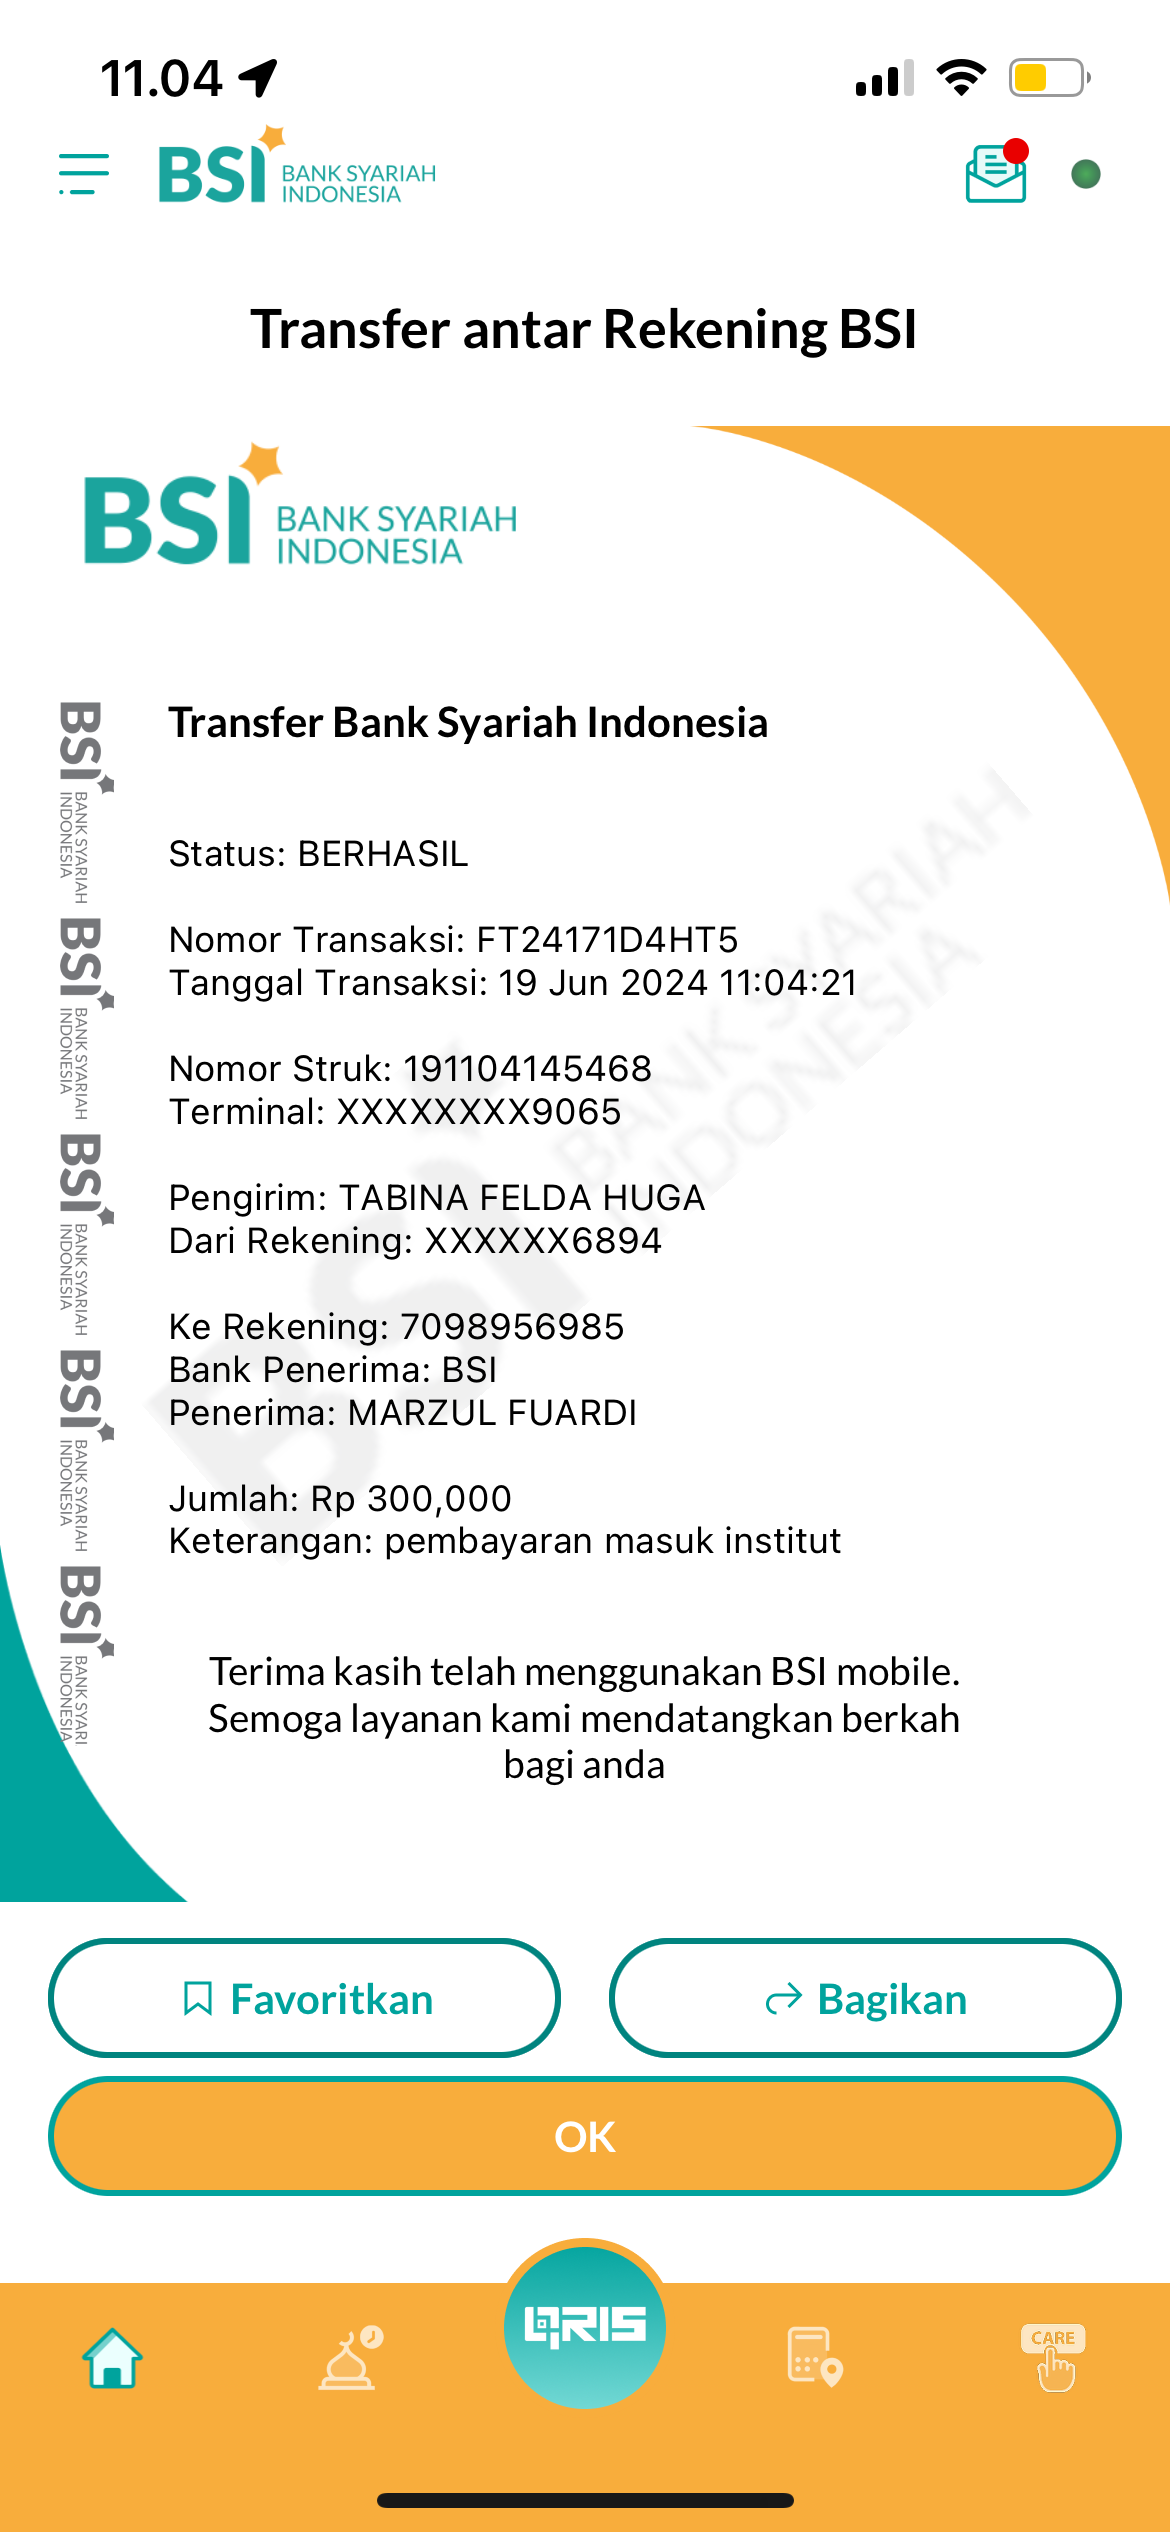 11.04
BSI BANK SYARIAH
INDONESIA
Transfer antar Rekening BSI
BSI BANK SYARIAH
INDONESIA
Transfer Bank Syariah Indonesia
Status: BERHASIL
Nomor Transaksi: FT24171D4HT5
Tanggal Transaksi: 19 Jun 2024 11:04:21
Nomor Struk: 191104145468
Terminal: XXXXXXXX9065
Pengirim: TABINA FELDA HUGA
Dari Rekening: XXXXXX6894
Ke Rekening: 7098956985
Bank Penerima: BSI
Penerima: MARZUL FUARDI
Jumlah: Rp 300,000
Keterangan: pembayaran masuk institut
BSI BANK SYARIAH
INDONESIA
BSI BANK SYARIAH
INDONESIA
BSI BANK SYARIAH
INDONESIA
BSI BANK SYARIAH
INDONESIA
BSI BANK SYARI
INDONESIA
BSI BANK SYARIAH
INDONESIA
Terima kasih telah menggunakan BSI mobile.
Semoga layanan kami mendatangkan berkah
bagi anda
Favoritkan
Bagikan
OK
QRIS
CARE